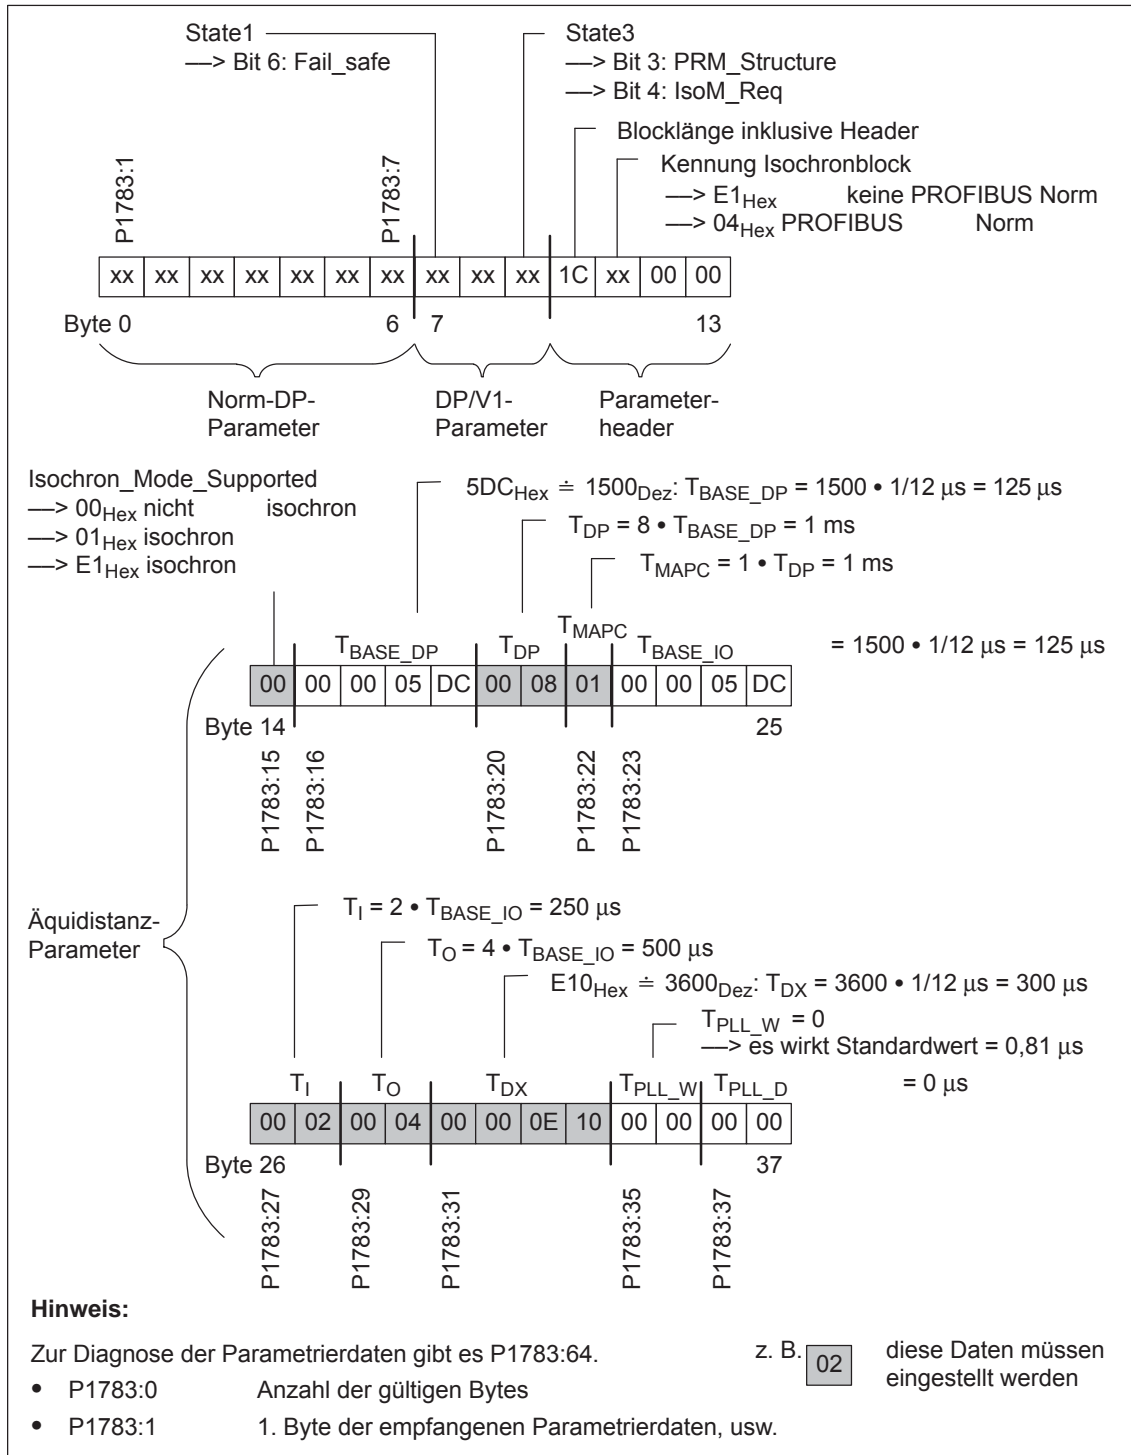 State1
—> Bit 6: Fail_safe
State3
—> Bit 3: PRM_Structure
—> Bit 4: IsoM_Req
Blocklänge inklusive Header
Kennung Isochronblock
—> E1Hex keine PROFIBUS Norm
—> 04Hex PROFIBUS Norm
P1783:1
P1783:7
xx xx xx xx xx xx xx xx xx xx 1C xx 00 00
Byte 0 6 7 13
Norm-DP-
Parameter
DP/V1-
Parameter
Parameter-
header
Isochron_Mode_Supported
—> 00Hex nicht isochron
—> 01Hex isochron
—> E1Hex isochron
5DCHex ≐ 1500Dez: TBASE_DP = 1500 • 1/12 µs = 125 µs
TDP = 8 • TBASE_DP = 1 ms
TMAPC = 1 • TDP = 1 ms
TBASE_DP TDP TMAPC TBASE_IO = 1500 • 1/12 µs = 125 µs
00 00 00 05 DC 00 08 01 00 00 05 DC
Byte 14 25
P1783:15
P1783:16
P1783:20
P1783:22
P1783:23
Äquidistanz-
Parameter
TI = 2 • TBASE_IO = 250 µs
TO = 4 • TBASE_IO = 500 µs
E10Hex ≐ 3600Dez: TDX = 3600 • 1/12 µs = 300 µs
TPLL_W = 0
—> es wirkt Standardwert = 0,81 µs
TI TO TDX TPLL_W TPLL_D = 0 µs
00 02 00 04 00 00 0E 10 00 00 00 00
Byte 26 37
P1783:27
P1783:29
P1783:31
P1783:35
P1783:37
Hinweis:
Zur Diagnose der Parametrierdaten gibt es P1783:64.
• P1783:0 Anzahl der gültigen Bytes
• P1783:1 1. Byte der empfangenen Parametrierdaten, usw.
z. B. 02 diese Daten müssen
eingestellt werden